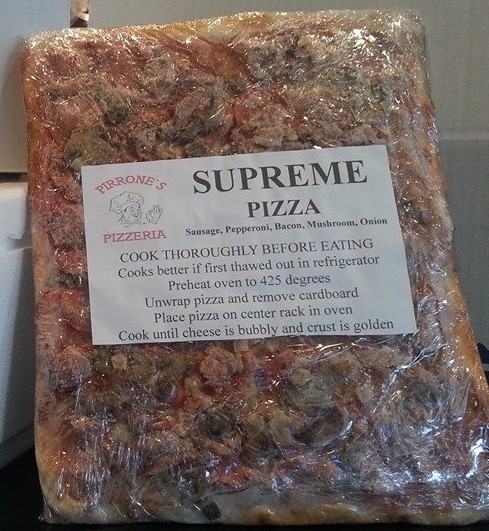 PIRRONE'S
PIZZERIA
SUPREME
PIZZA
Sausage, Pepperoni, Bacon, Mushroom, Onion
COOK THOROUGHLY BEFORE EATING
Cooks better if first thawed out in refrigerator
Preheat oven to 425 degrees
Unwrap pizza and remove cardboard
Place pizza on center rack in oven
Cook until cheese is bubbly and crust is golden